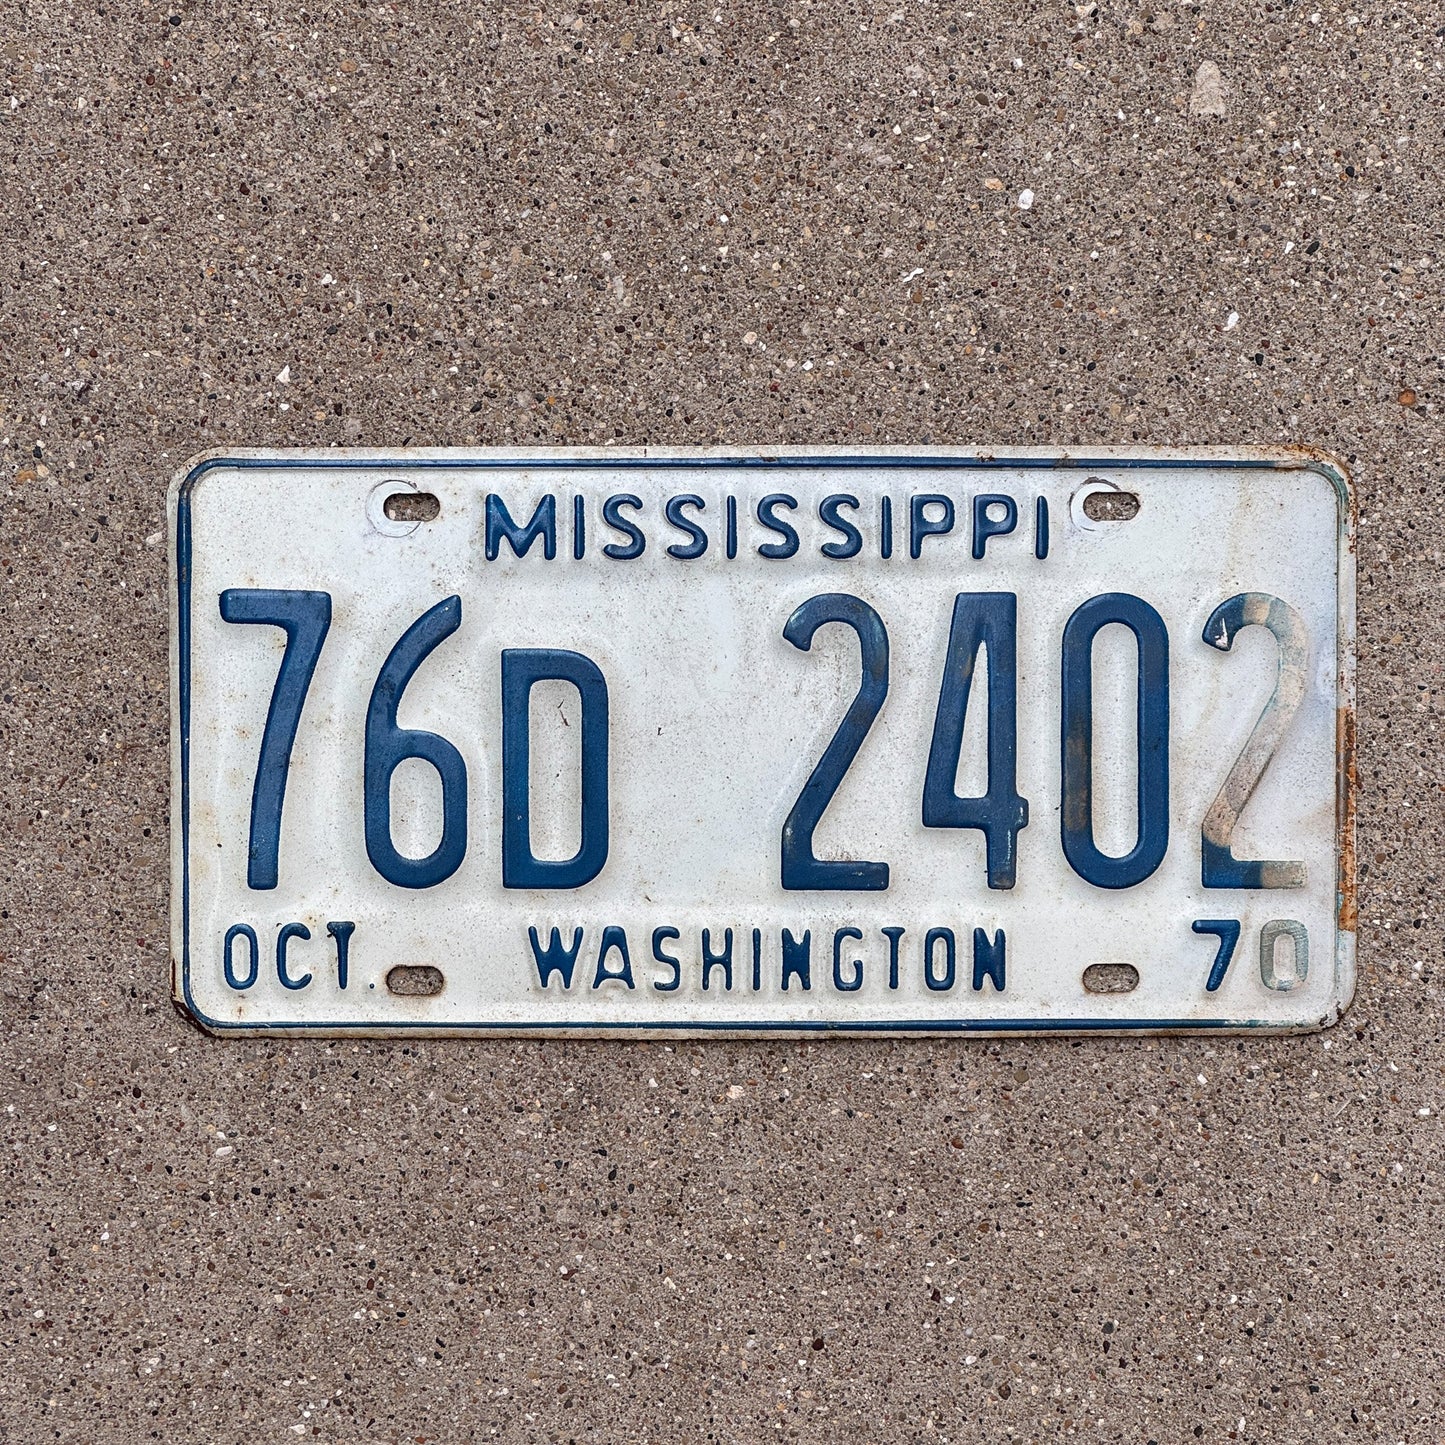 MISSISSIPPI
76D 2402
OCT. WASHINGTON 70